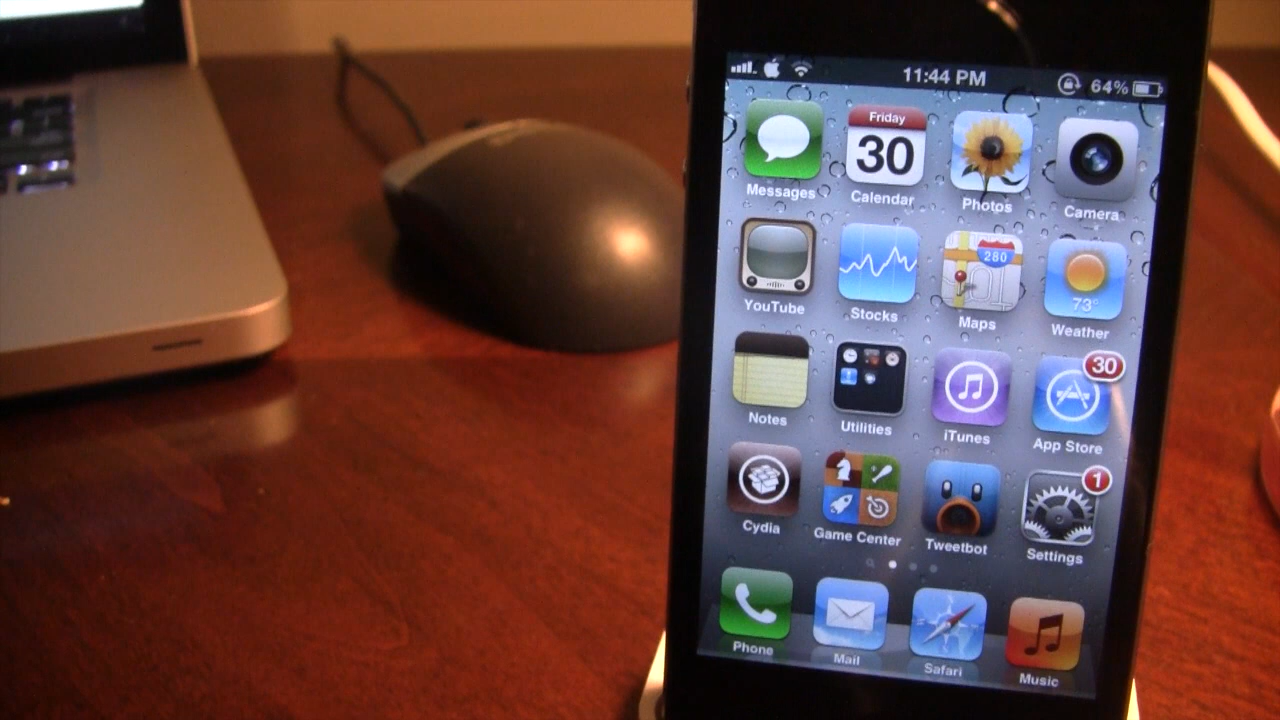 11:44 PM 64%
Friday
30
Messages Calendar Photos Camera
280
73°
YouTube Stocks Maps Weather
30
Notes Utilities iTunes App Store
1
Cydia Game Center Tweetbot Settings
Phone Mail Safari Music